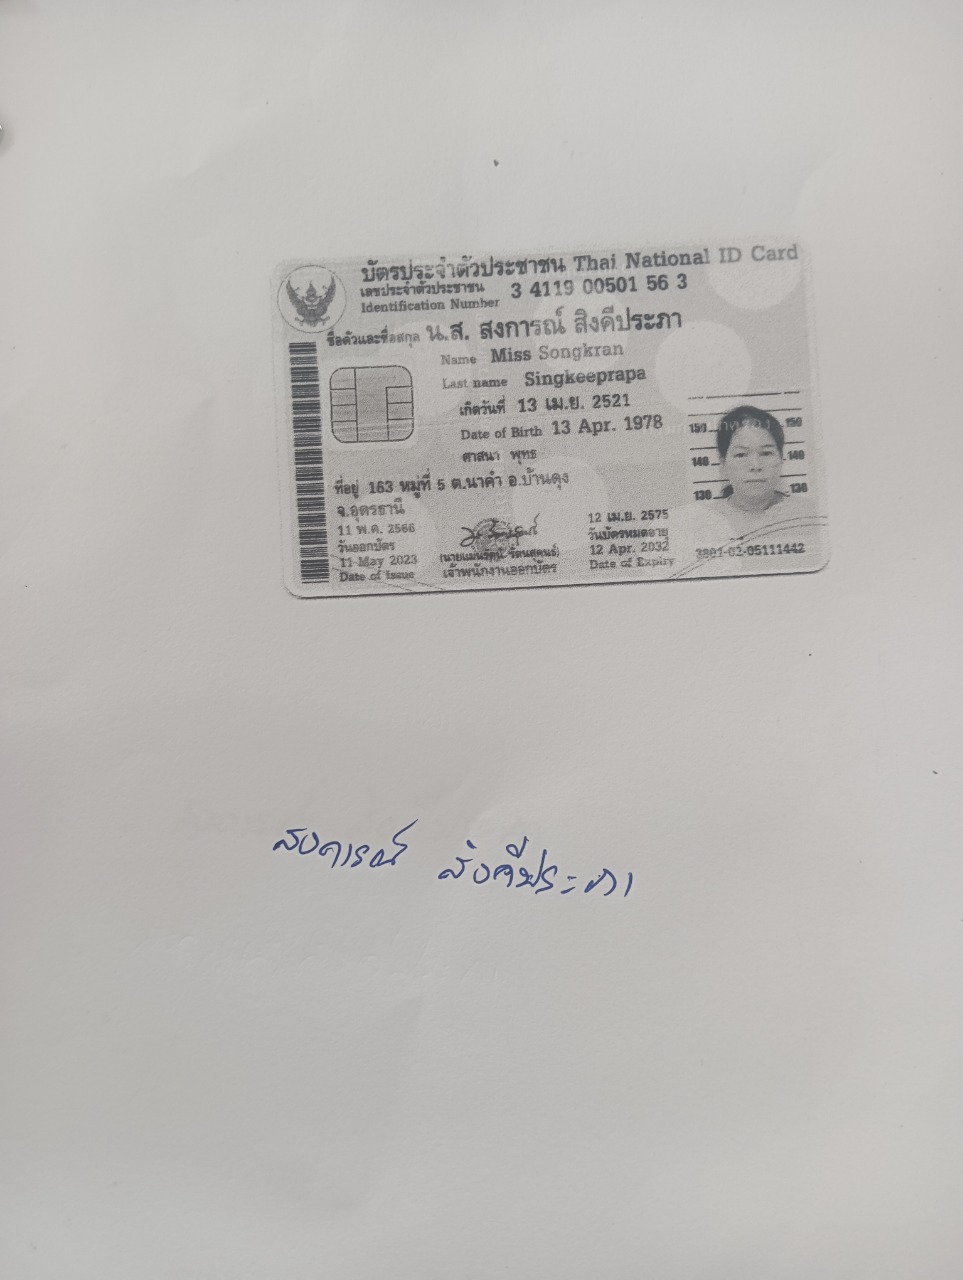 บัตรประจำตัวประชาชน Thai National ID Card
เลขประจำตัวประชาชน
Identification Number
3 4119 00501 56 3
ชื่อตัวและชื่อสกุล น.ส. สงการณ์ สิงคีประภา
Name Miss Songkran
Last name Singkeeprapa
เกิดวันที่ 13 เม.ย. 2521
Date of Birth 13 Apr. 1978
ศาสนา พุทธ
ที่อยู่ 163 หมู่ที่ 5 ต.นาคำ อ.บ้านดุง
จ.อุดรธานี
11 พ.ค. 2566
วันออกบัตร
11 May 2023
Date of Issue
เจ้าพนักงานออกบัตร
12 เม.ย. 2575
วันบัตรหมดอายุ
12 Apr. 2032
Date of Expiry
150 150
140 140
130 130
3801-02-05111442
สงการณ์ สิงคีประภา